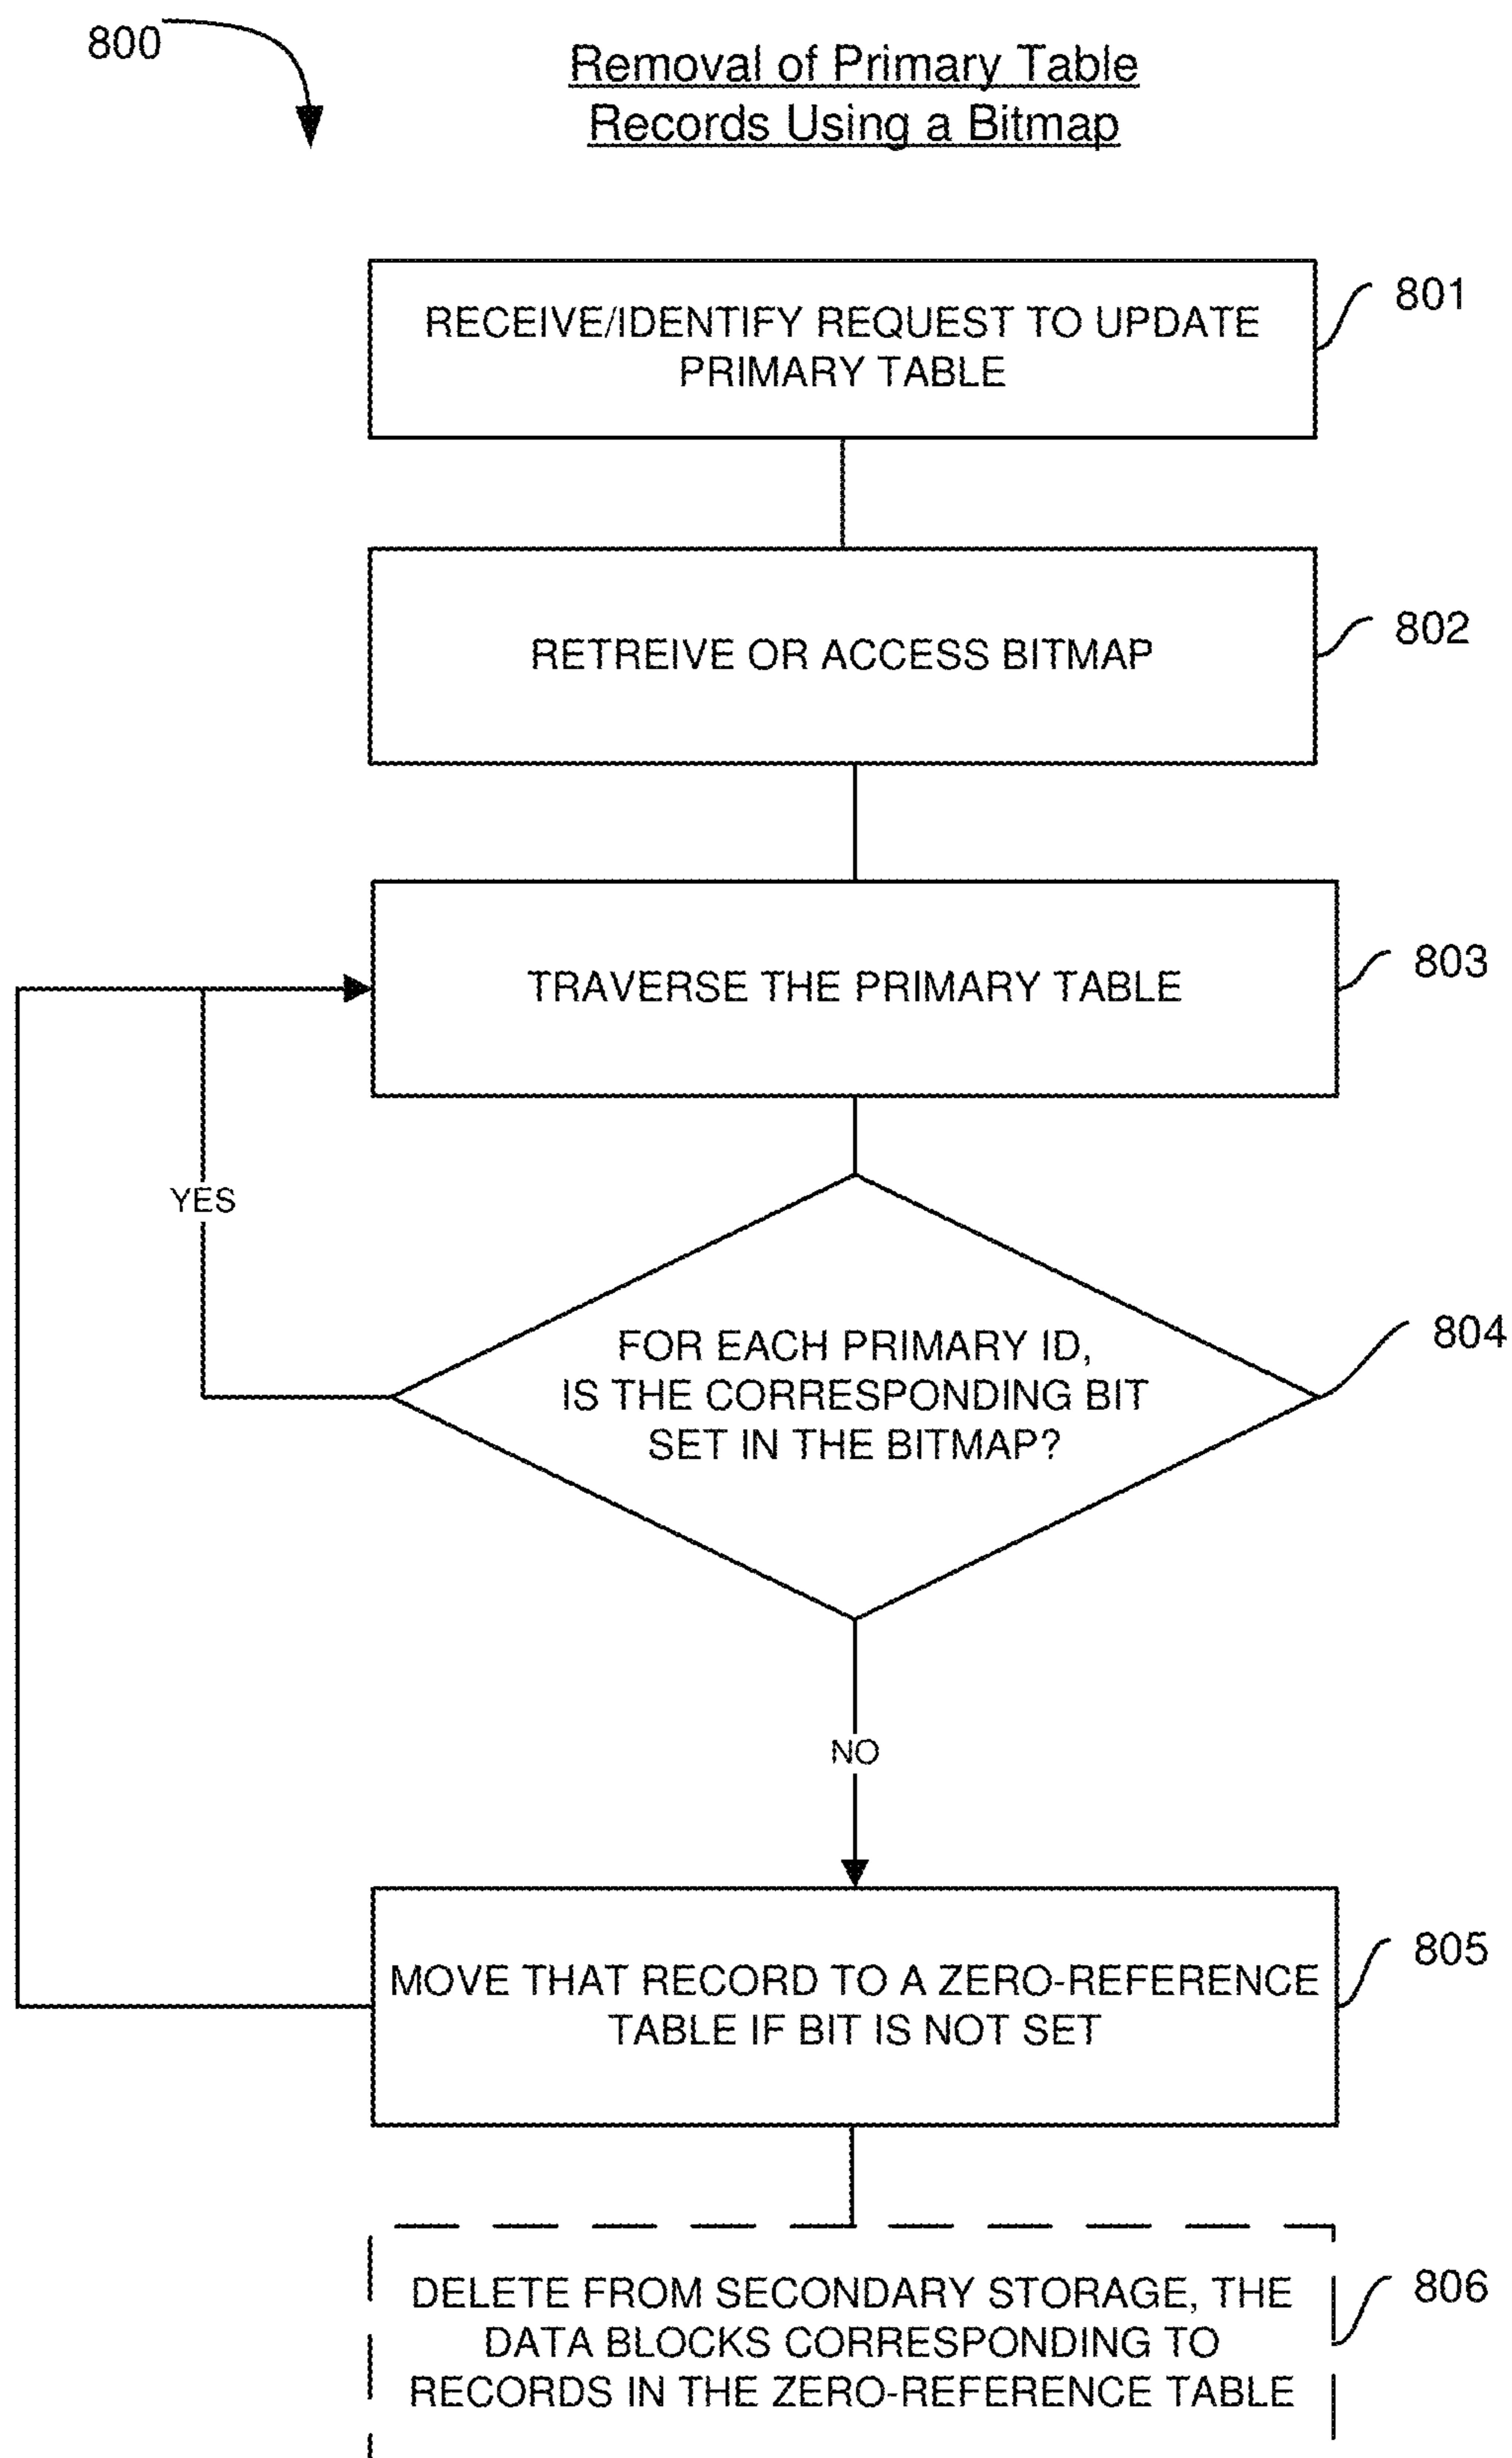 800
Removal of Primary Table
Records Using a Bitmap
RECEIVE/IDENTIFY REQUEST TO UPDATE
PRIMARY TABLE
801
RETREIVE OR ACCESS BITMAP
802
TRAVERSE THE PRIMARY TABLE
803
YES
FOR EACH PRIMARY ID,
IS THE CORRESPONDING BIT
SET IN THE BITMAP?
804
NO
MOVE THAT RECORD TO A ZERO-REFERENCE
TABLE IF BIT IS NOT SET
805
DELETE FROM SECONDARY STORAGE, THE
DATA BLOCKS CORRESPONDING TO
RECORDS IN THE ZERO-REFERENCE TABLE
806